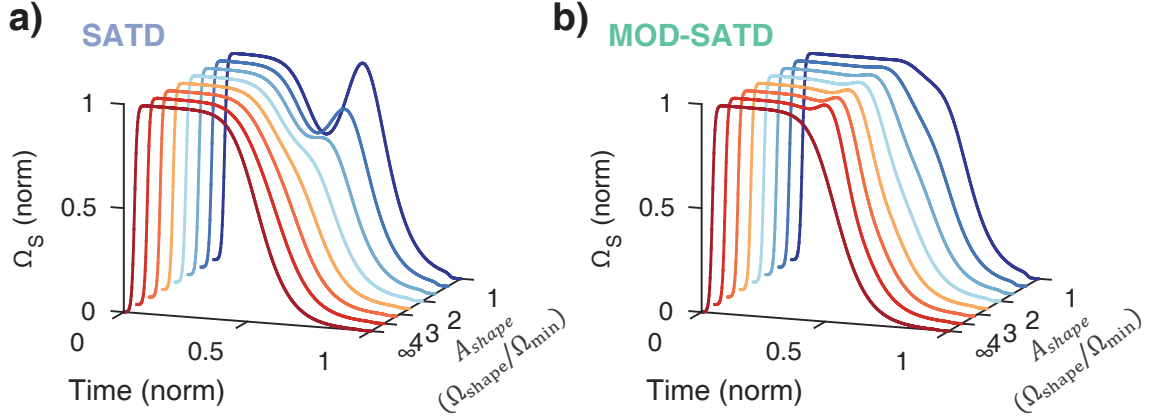 a)
SATD
1
0.5
0
Ω_S (norm)
0
0.5
1
Time (norm)
∞
4
3
2
1
A_shape
(Ω_shape/Ω_min)
b)
MOD-SATD
1
0.5
0
Ω_S (norm)
0
0.5
1
Time (norm)
∞
4
3
2
1
A_shape
(Ω_shape/Ω_min)